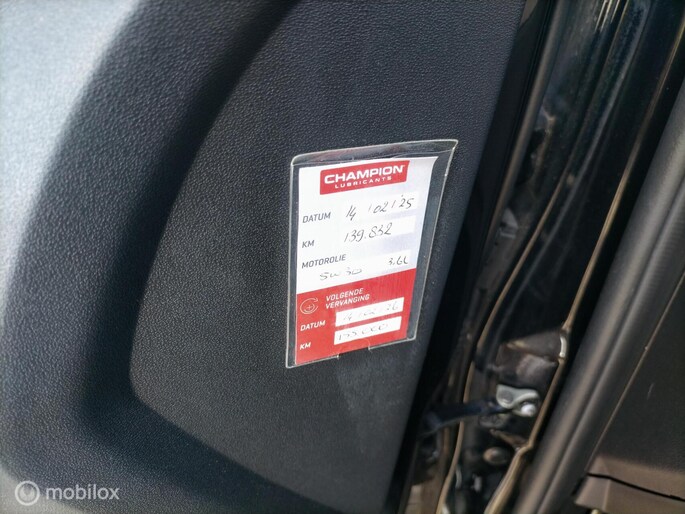 CHAMPION
LUBRICANTS
DATUM 14 / 02 / 25
KM 139.832
MOTOROLIE
5W30 3.6L
VOLGENDE
VERVANGING:
DATUM
KM
mobilox